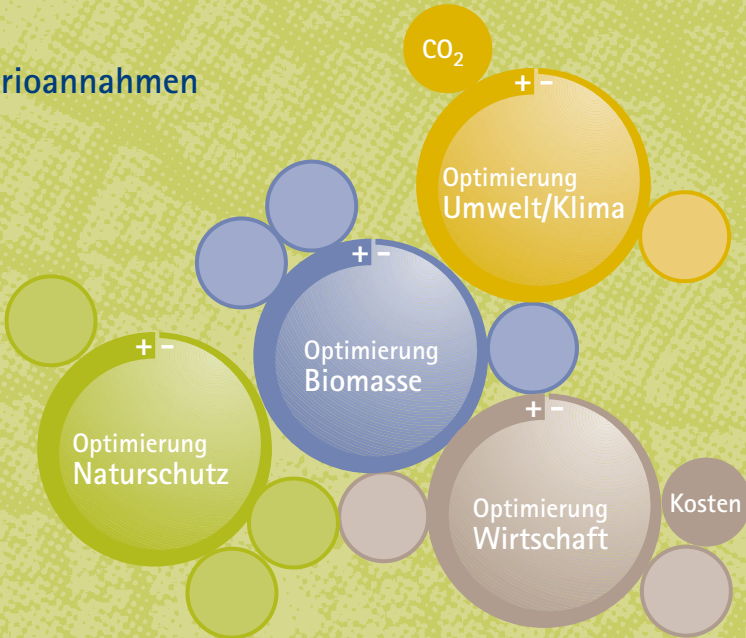 rioannahmen
CO₂
+ −
Optimierung
Umwelt/Klima
+ −
Optimierung
Biomasse
+ −
Optimierung
Naturschutz
+ −
Optimierung
Wirtschaft
Kosten